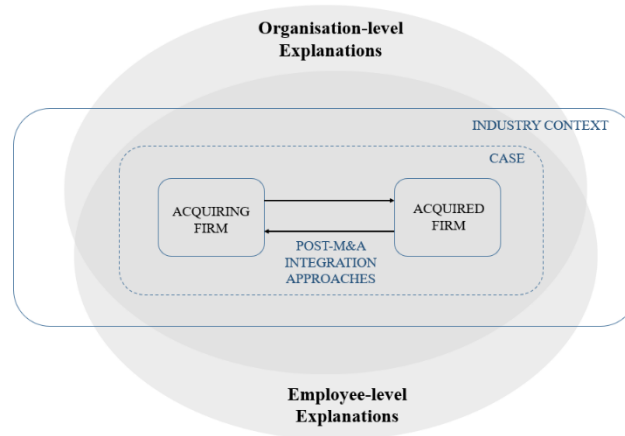 Organisation-level
Explanations
INDUSTRY CONTEXT
CASE
ACQUIRING
FIRM
ACQUIRED
FIRM
POST-M&A
INTEGRATION
APPROACHES
Employee-level
Explanations